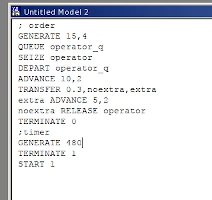 Untitled Model 2
; order
GENERATE 15,4
QUEUE operator_q
SEIZE operator
DEPART operator_q
ADVANCE 10,2
TRANSFER 0.3,noextra,extra
extra ADVANCE 5,2
noextra RELEASE operator
TERMINATE 0
;timer
GENERATE 480
TERMINATE 1
START 1